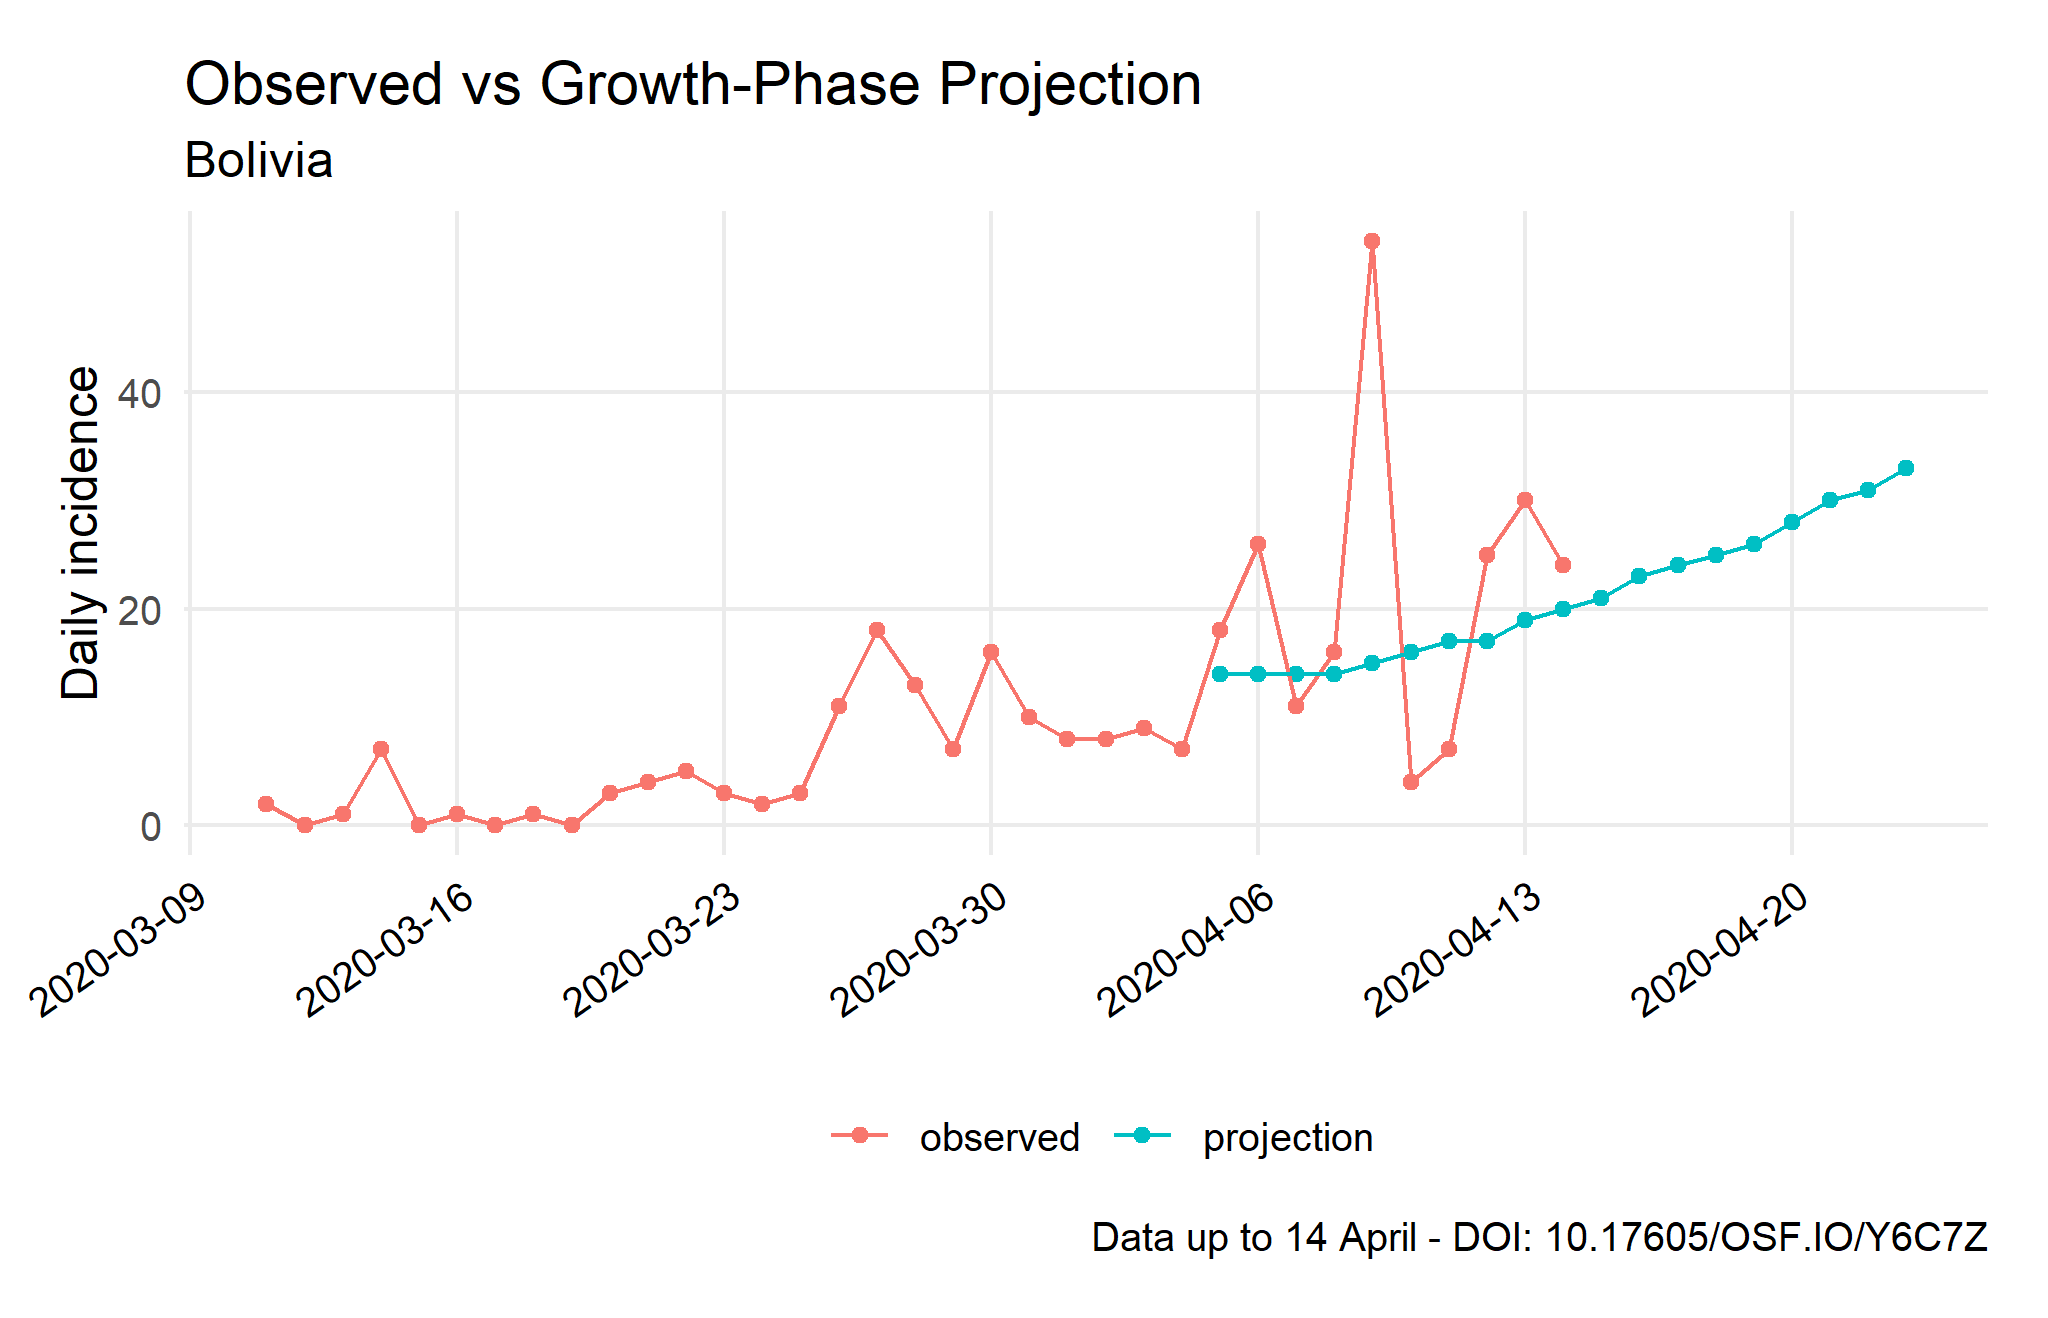 Observed vs Growth-Phase Projection
Bolivia
Daily incidence
40
20
0
2020-03-09
2020-03-16
2020-03-23
2020-03-30
2020-04-06
2020-04-13
2020-04-20
observed
projection
Data up to 14 April - DOI: 10.17605/OSF.IO/Y6C7Z